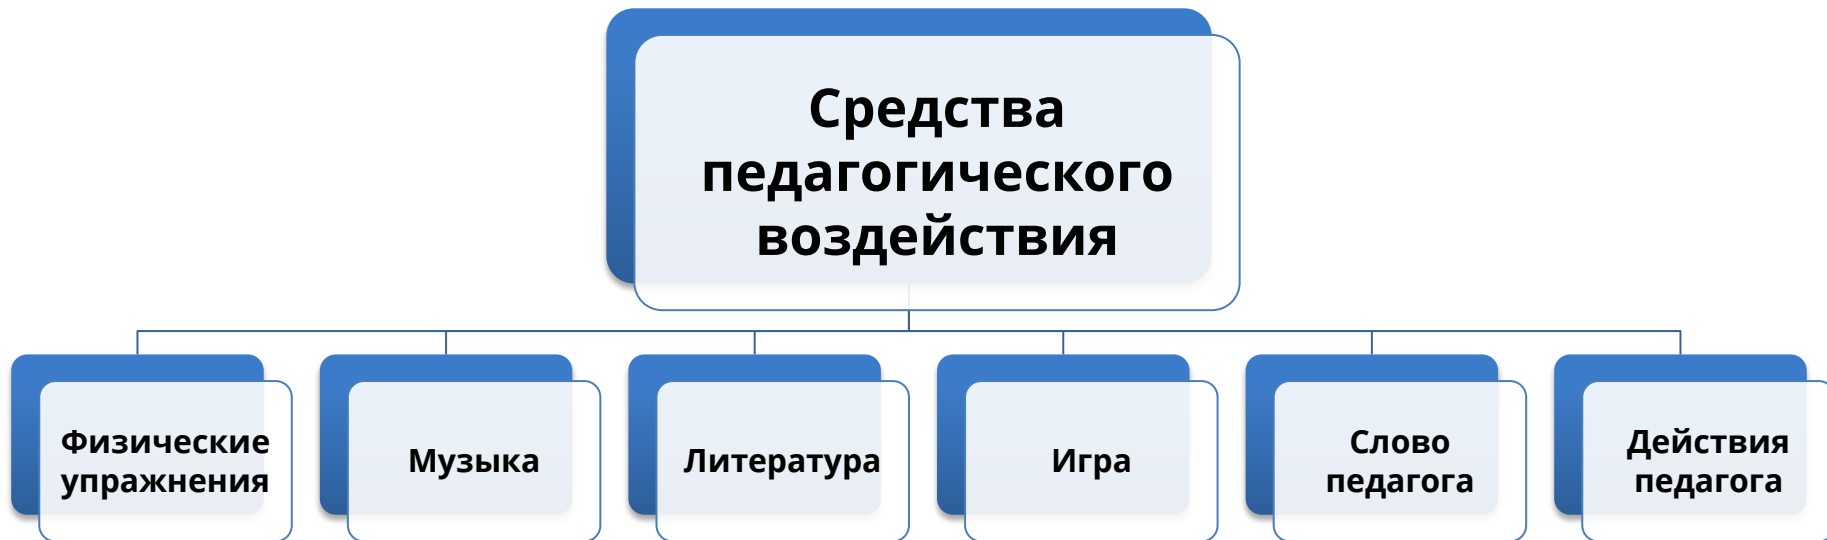 Средства
педагогического
воздействия
Физические
упражнения
Музыка
Литература
Игра
Слово
педагога
Действия
педагога